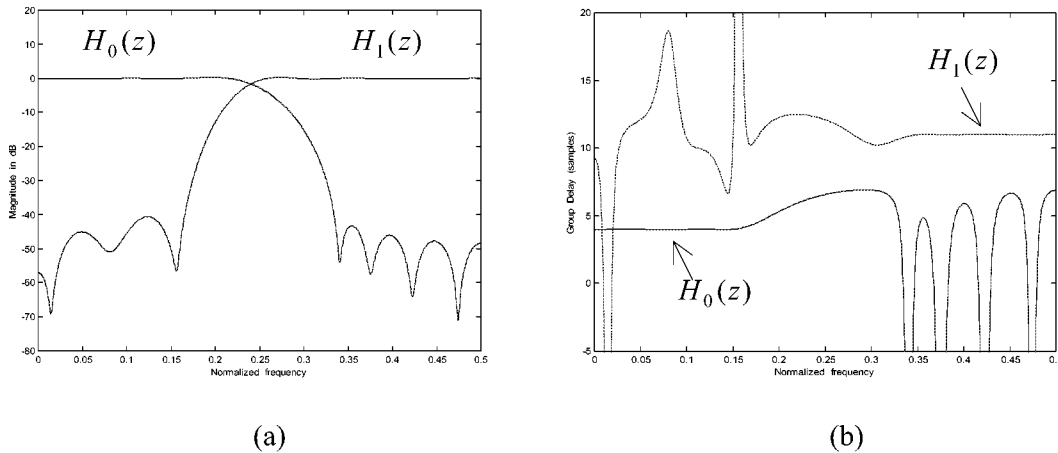 20
10
0
-10
-20
-30
-40
-50
-60
-70
-80
Magnitude in dB
H₀(z)
H₁(z)
0 0.05 0.1 0.15 0.2 0.25 0.3 0.35 0.4 0.45 0.5
Normalized frequency
(a)
20
15
10
5
0
-5
Group Delay (samples)
H₁(z)
H₀(z)
0 0.05 0.1 0.15 0.2 0.25 0.3 0.35 0.4 0.45 0.5
Normalized frequency
(b)